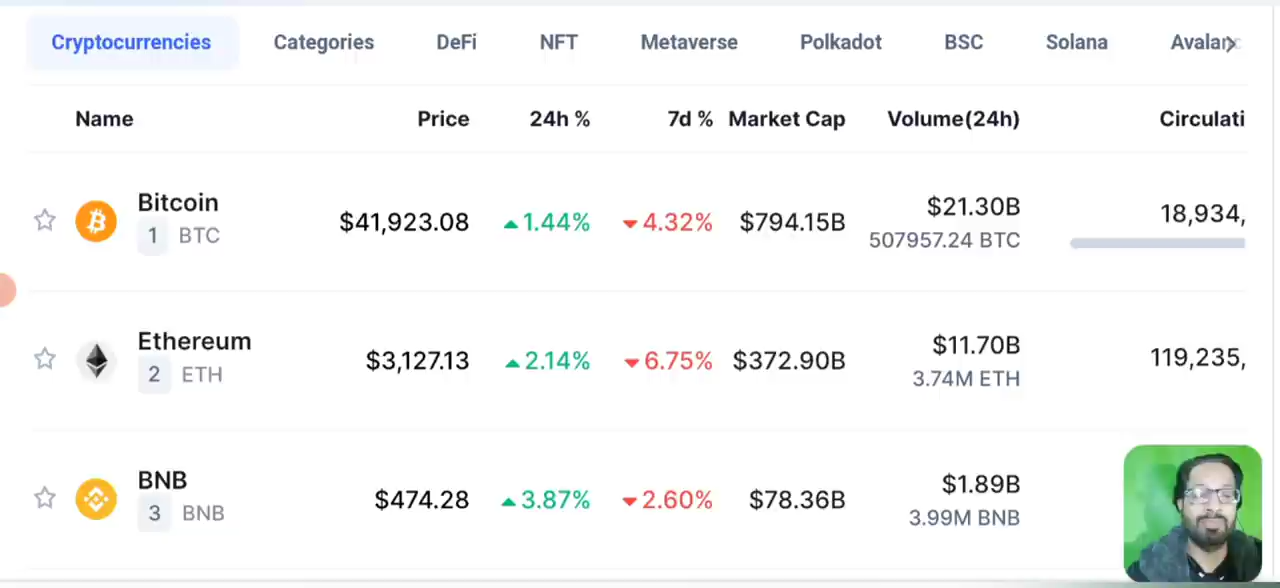 Cryptocurrencies Categories DeFi NFT Metaverse Polkadot BSC Solana
Name Price 24h % 7d % Market Cap Volume(24h) Circulati
Bitcoin
1 BTC
$41,923.08 1.44% 4.32% $794.15B
$21.30B
507957.24 BTC
18,934,
Ethereum
2 ETH
$3,127.13 2.14% 6.75% $372.90B
$11.70B
3.74M ETH
119,235,
BNB
3 BNB
$474.28 3.87% 2.60% $78.36B
$1.89B
3.99M BNB